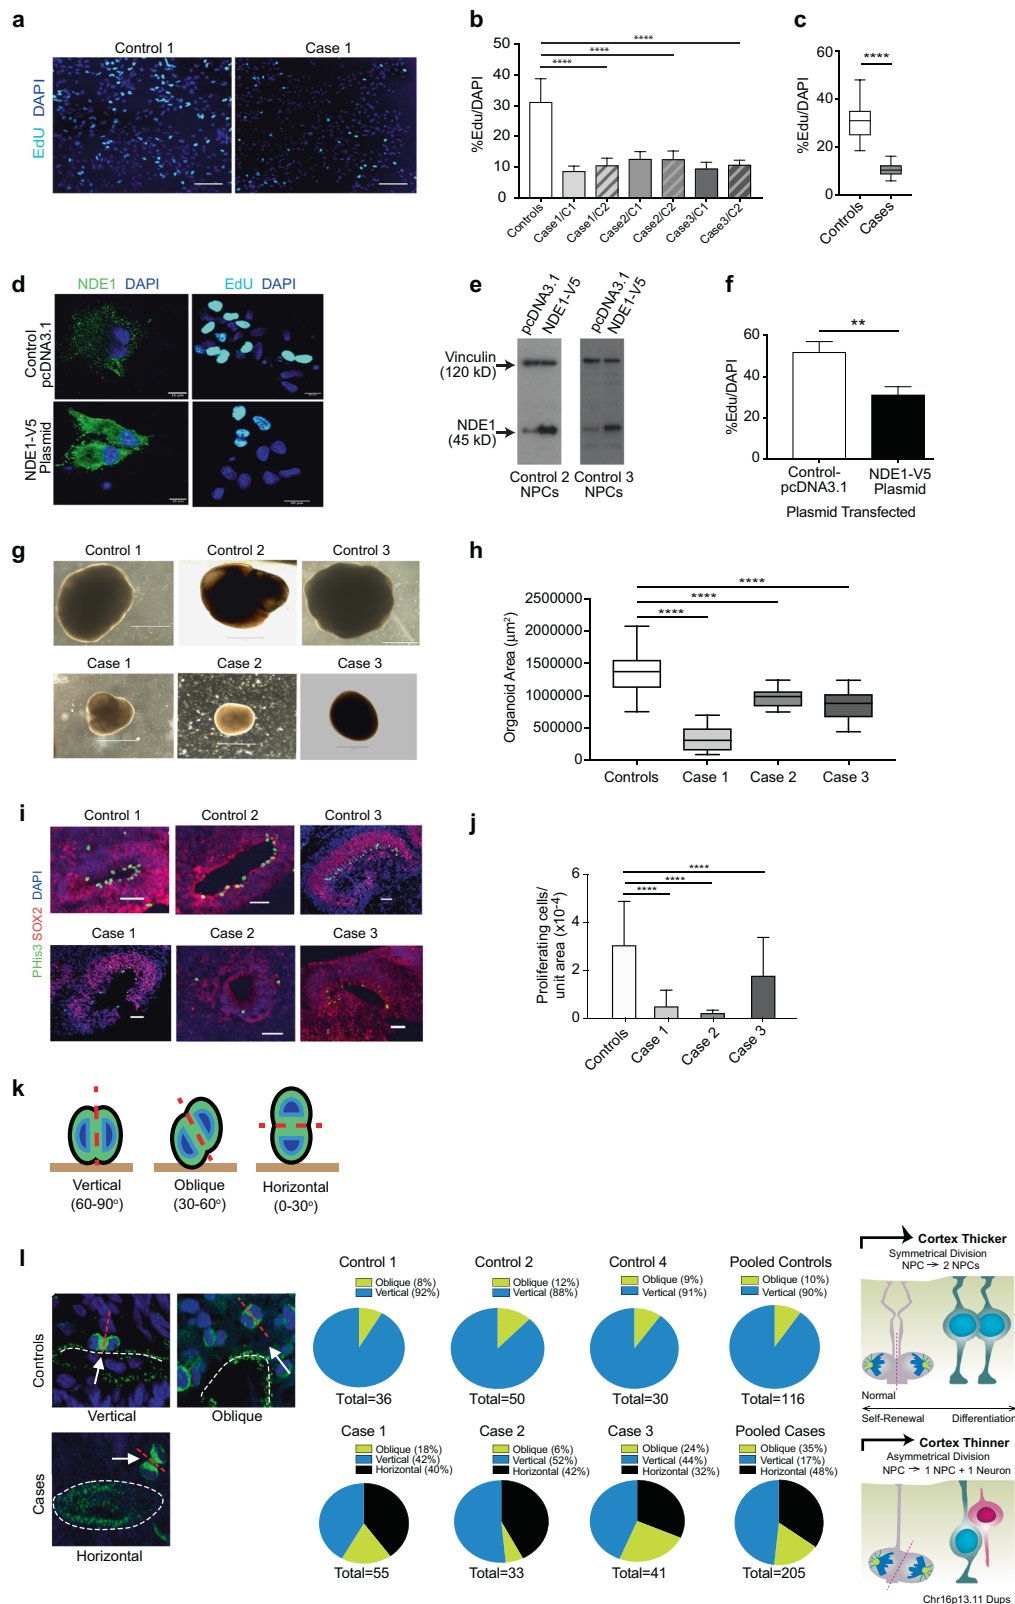 a
Control 1
Case 1
EdU DAPI
b
%Edu/DAPI
50
40
30
20
10
0
****
****
****
Controls
Case1/C1
Case1/C2
Case2/C1
Case2/C2
Case3/C1
Case3/C2
c
%Edu/DAPI
60
40
20
0
****
Controls
Cases
d
NDE1 DAPI
EdU DAPI
Control
pcDNA3.1
NDE1-V5
Plasmid
e
pcDNA3.1
NDE1-V5
pcDNA3.1
NDE1-V5
Vinculin
(120 kD)
NDE1
(45 kD)
Control 2
NPCs
Control 3
NPCs
f
%Edu/DAPI
60
40
20
0
**
Control-
pcDNA3.1
NDE1-V5
Plasmid
Plasmid Transfected
g
Control 1
Control 2
Control 3
Case 1
Case 2
Case 3
h
Organoid Area (µm²)
2500000
2000000
1500000
1000000
500000
0
****
****
****
Controls
Case 1
Case 2
Case 3
i
PHis3 SOX2 DAPI
Control 1
Control 2
Control 3
Case 1
Case 2
Case 3
j
Proliferating cells/
unit area (x10⁻⁴)
6
4
2
0
****
****
****
Controls
Case 1
Case 2
Case 3
k
Vertical
(60-90°)
Oblique
(30-60°)
Horizontal
(0-30°)
l
Controls
Vertical
Oblique
Cases
Horizontal
Control 1
Oblique (8%)
Vertical (92%)
Total=36
Control 2
Oblique (12%)
Vertical (88%)
Total=50
Control 4
Oblique (9%)
Vertical (91%)
Total=30
Pooled Controls
Oblique (10%)
Vertical (90%)
Total=116
Case 1
Oblique (18%)
Vertical (42%)
Horizontal (40%)
Total=55
Case 2
Oblique (6%)
Vertical (52%)
Horizontal (42%)
Total=33
Case 3
Oblique (24%)
Vertical (44%)
Horizontal (32%)
Total=41
Pooled Cases
Oblique (35%)
Vertical (17%)
Horizontal (48%)
Total=205
Cortex Thicker
Symmetrical Division
NPC → 2 NPCs
Normal
Self-Renewal
Differentiation
Cortex Thinner
Asymmetrical Division
NPC → 1 NPC + 1 Neuron
Chr16p13.11 Dups